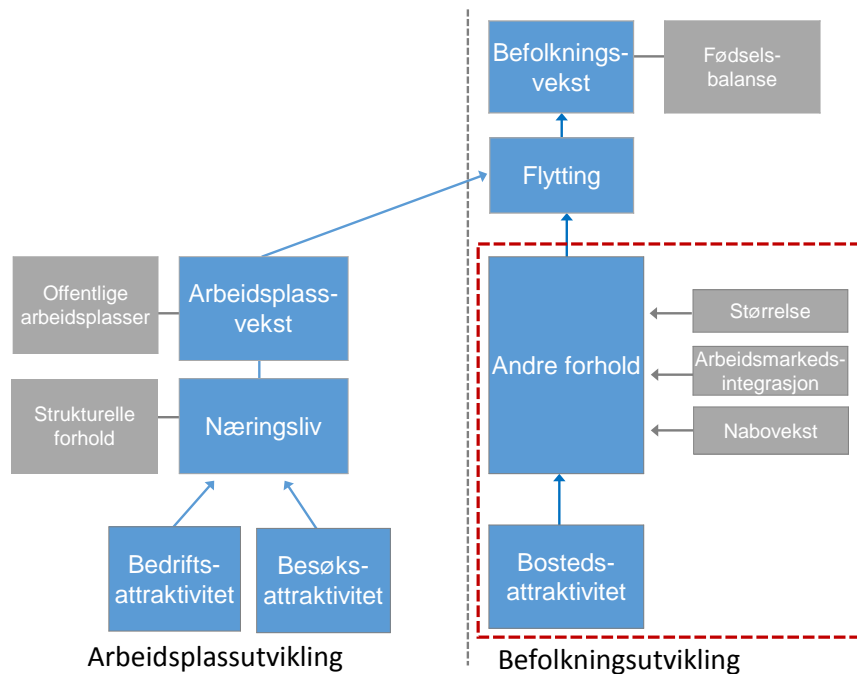 Befolknings-
vekst
Fødsels-
balanse
Flytting
Offentlige
arbeidsplasser
Arbeidsplass-
vekst
Strukturelle
forhold
Næringsliv
Andre forhold
Størrelse
Arbeidsmarkeds-
integrasjon
Nabovekst
Bedrifts-
attraktivitet
Besøks-
attraktivitet
Bosteds-
attraktivitet
Arbeidsplassutvikling
Befolkningsutvikling